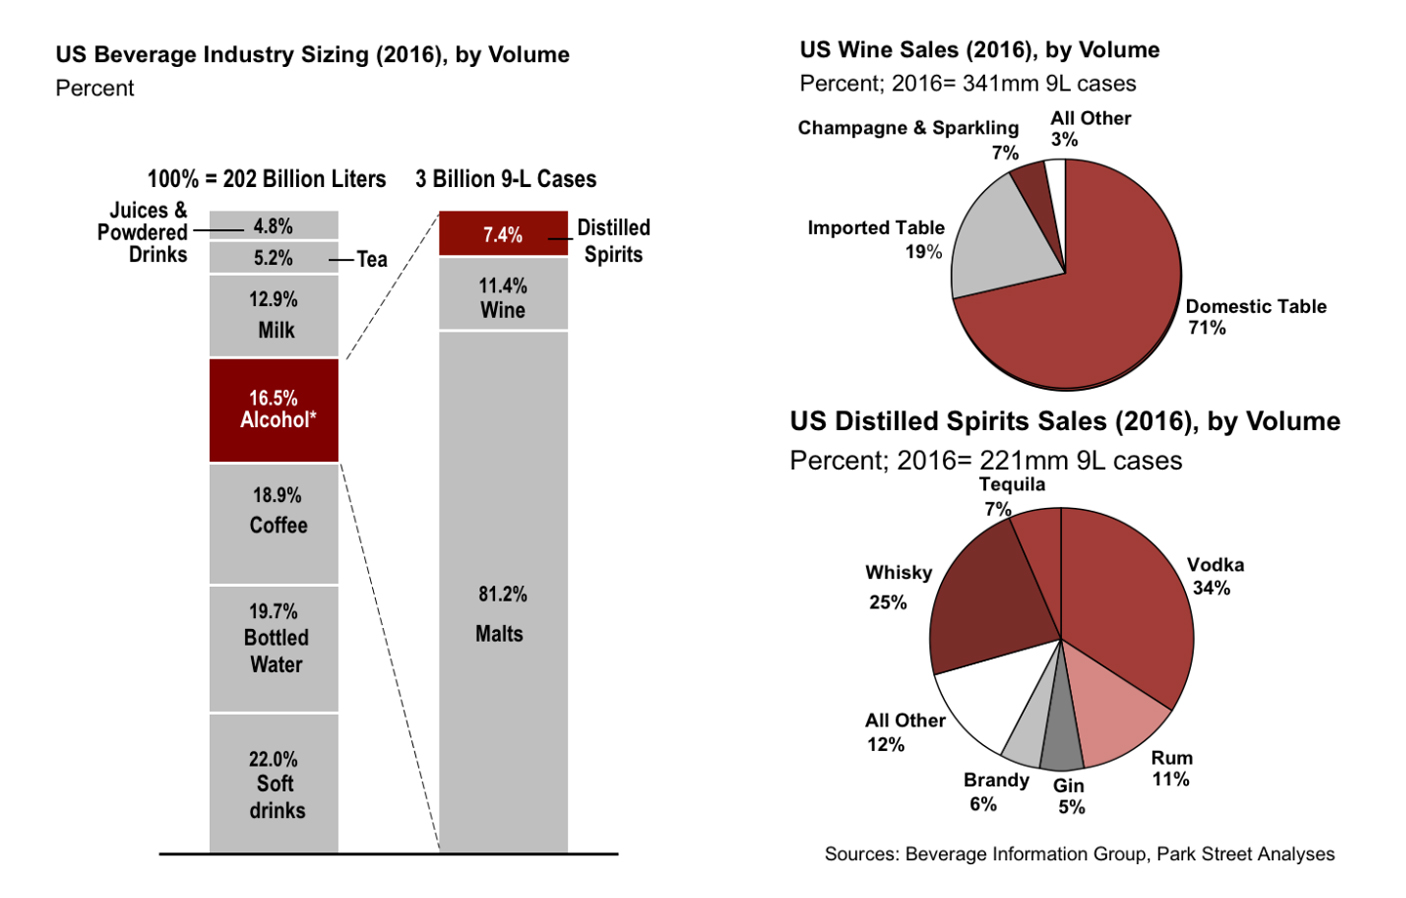 US Beverage Industry Sizing (2016), by Volume
Percent
100% = 202 Billion Liters
3 Billion 9-L Cases
Juices &
Powdered
Drinks
4.8%
5.2%
Tea
12.9%
Milk
16.5%
Alcohol*
18.9%
Coffee
19.7%
Bottled
Water
22.0%
Soft
drinks
7.4%
Distilled
Spirits
11.4%
Wine
81.2%
Malts
US Wine Sales (2016), by Volume
Percent; 2016= 341mm 9L cases
Champagne & Sparkling
7%
All Other
3%
Imported Table
19%
Domestic Table
71%
US Distilled Spirits Sales (2016), by Volume
Percent; 2016= 221mm 9L cases
Tequila
7%
Whisky
25%
Vodka
34%
All Other
12%
Brandy
6%
Gin
5%
Rum
11%
Sources: Beverage Information Group, Park Street Analyses